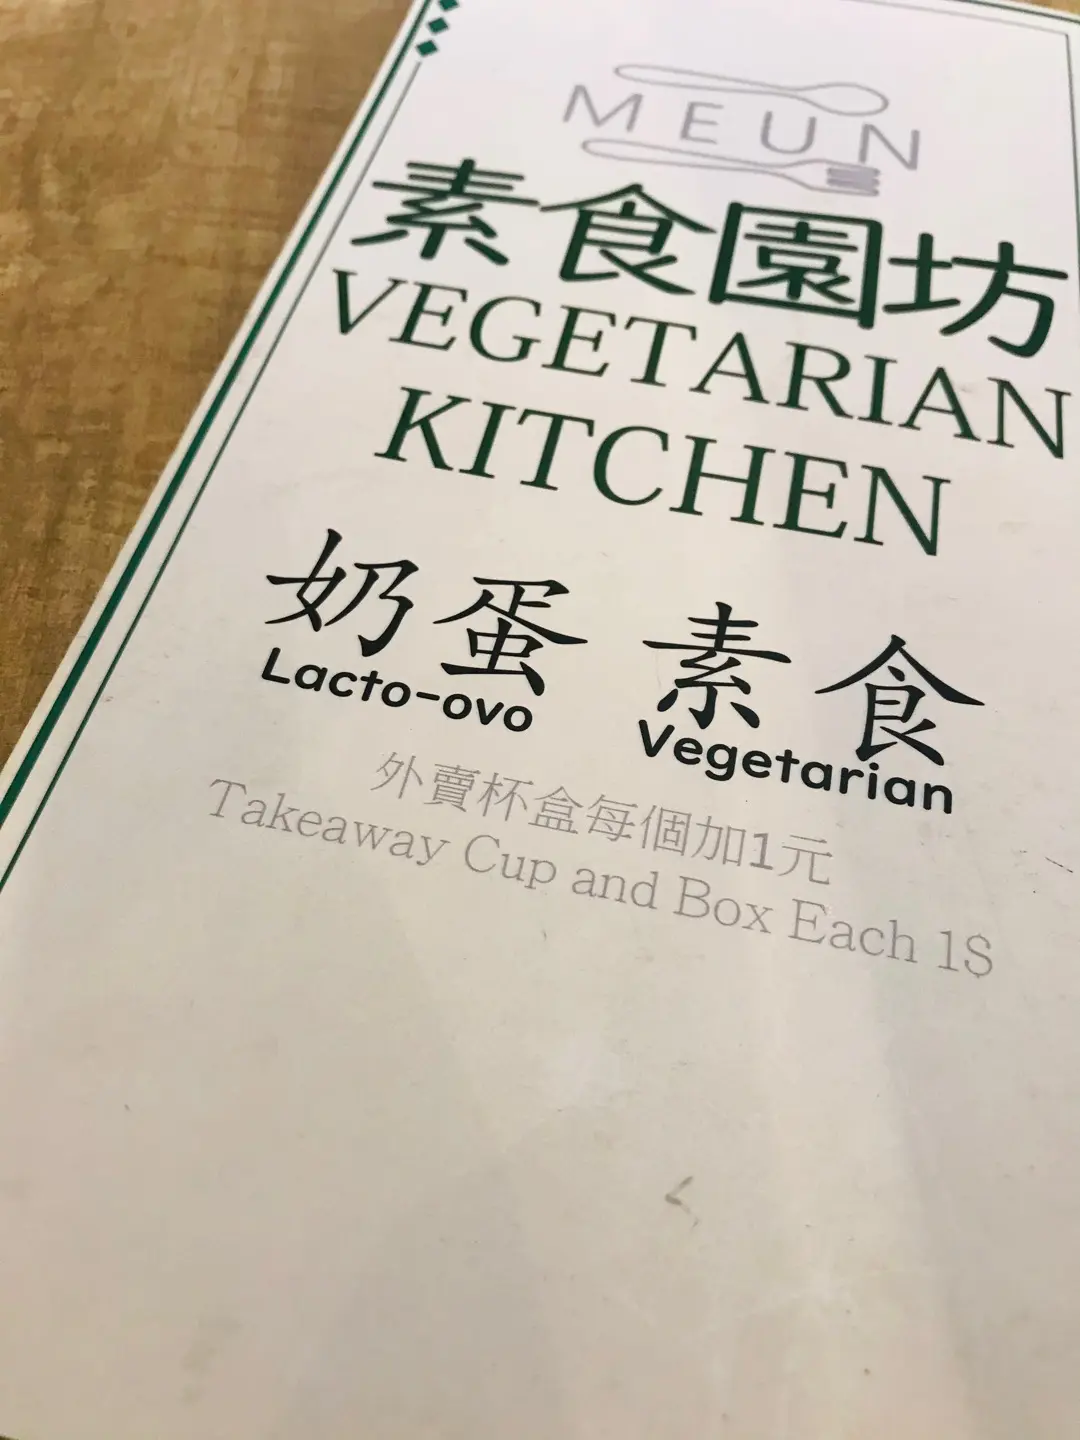 MEUN
素食園坊
VEGETARIAN
KITCHEN
奶蛋 素食
Lacto-ovo Vegetarian
外賣杯盒每個加1元
Takeaway Cup and Box Each 1$